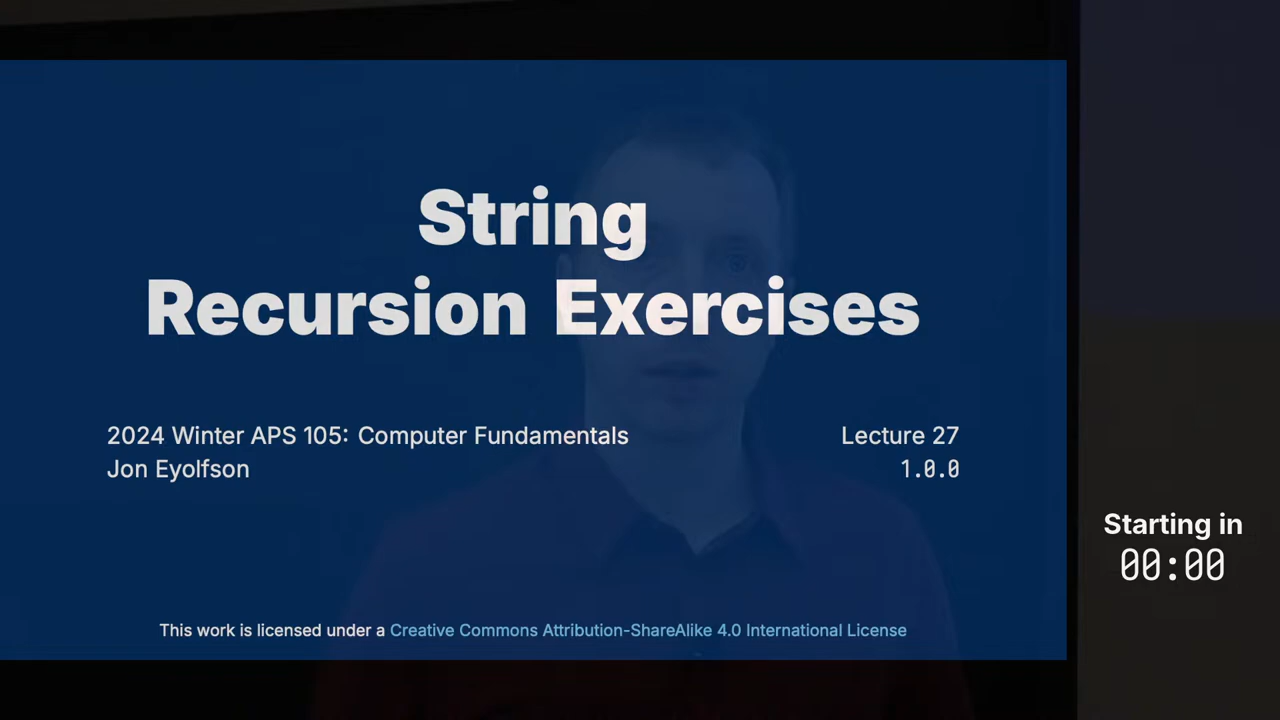 String
Recursion Exercises
2024 Winter APS 105: Computer Fundamentals
Lecture 27
Jon Eyolfson
1.0.0
Starting in
00:00
This work is licensed under a Creative Commons Attribution-ShareAlike 4.0 International License